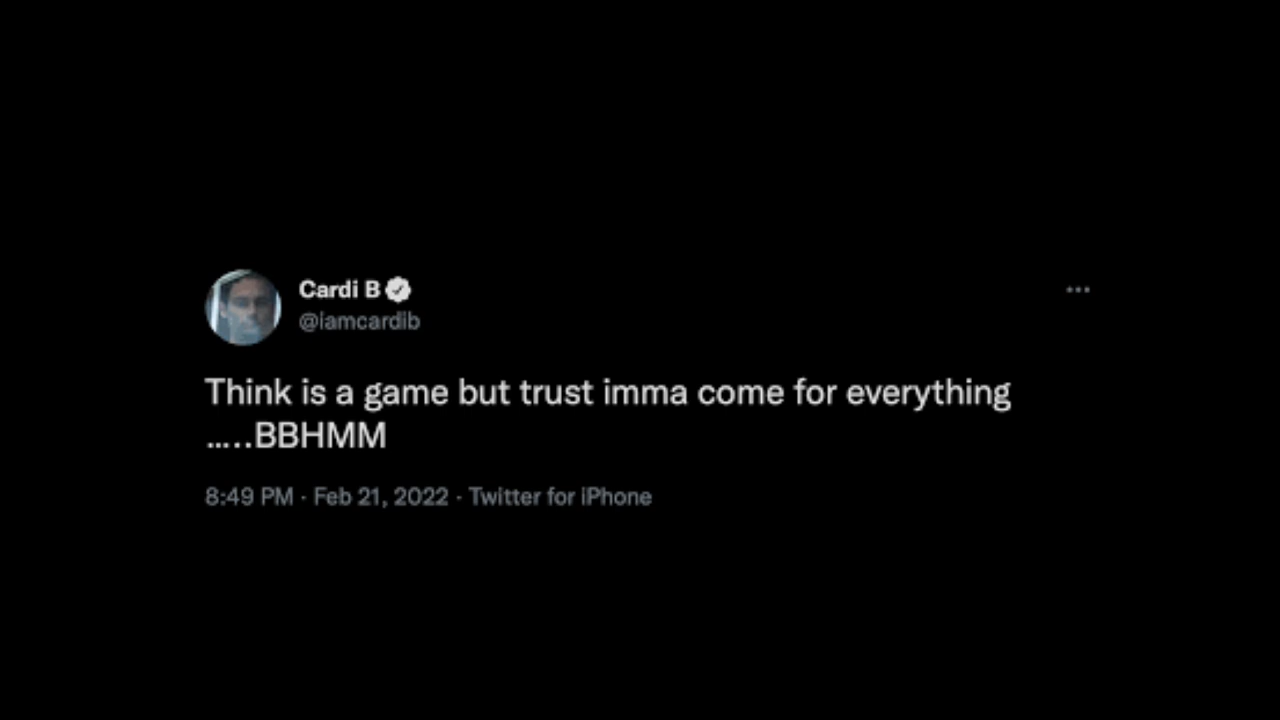 Cardi B
@iamcardib
Think is a game but trust imma come for everything
…..BBHMM
8:49 PM · Feb 21, 2022 · Twitter for iPhone